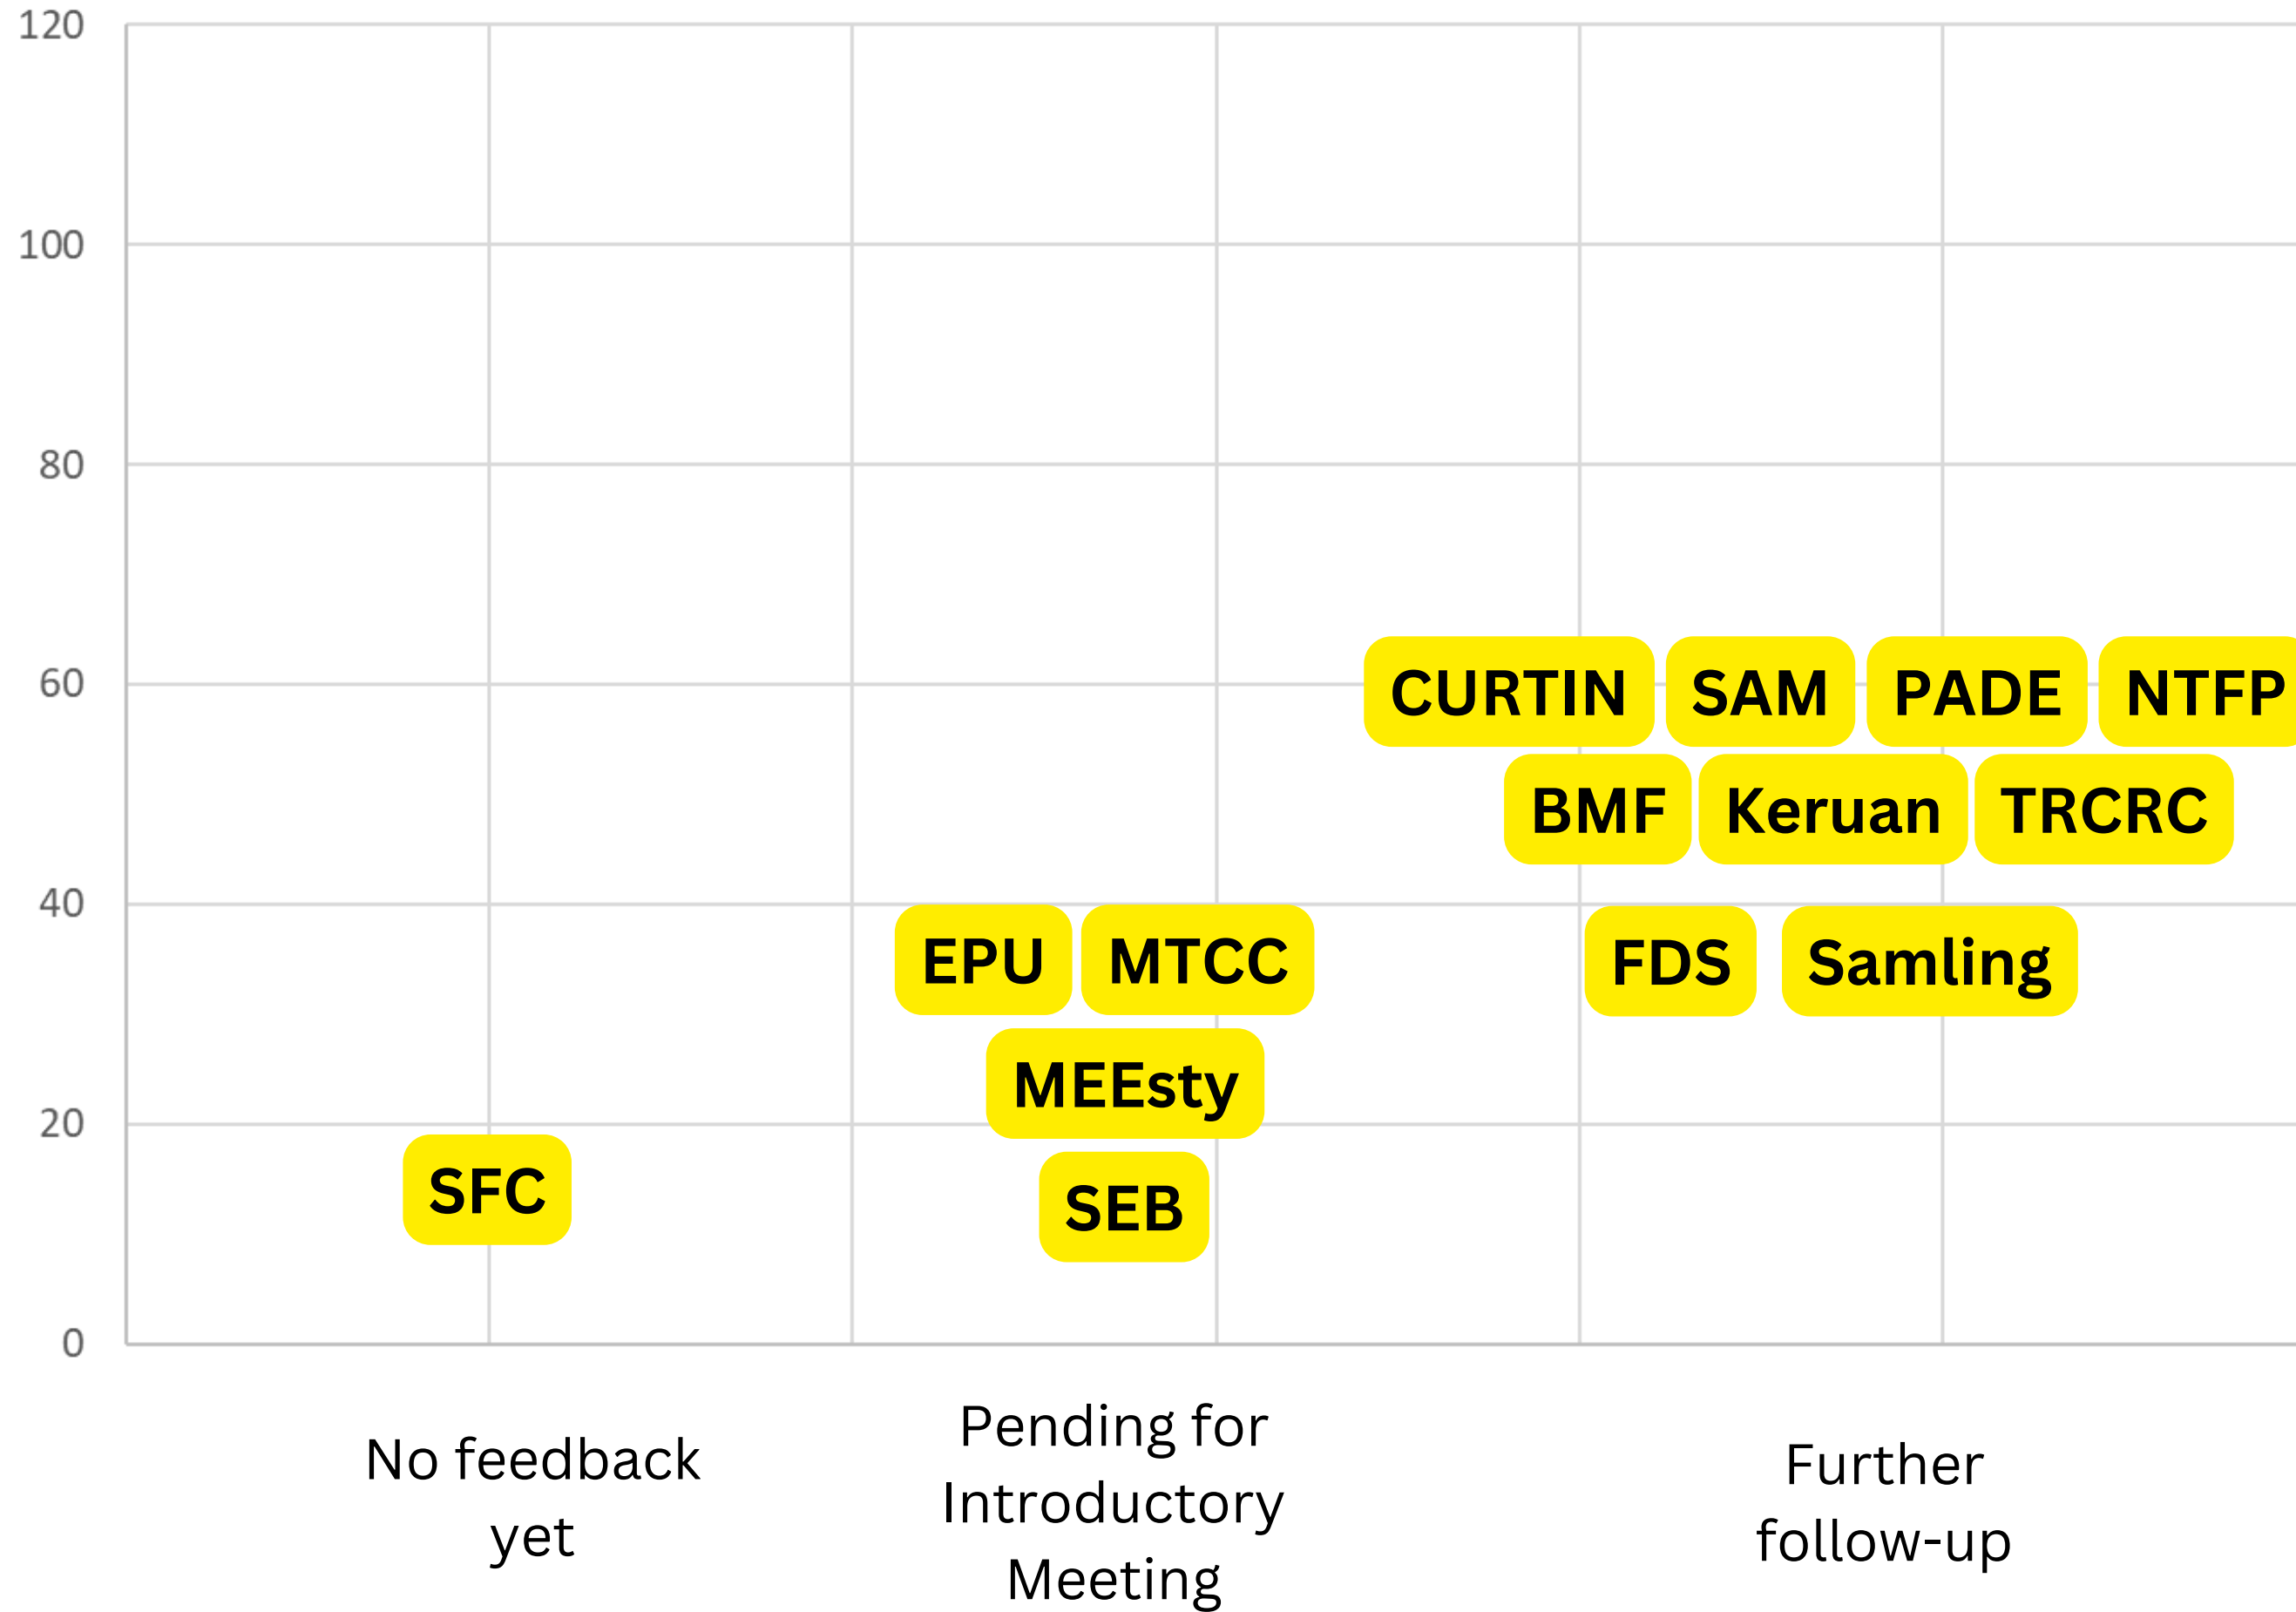 120
100
80
60
40
20
0
CURTIN SAM PADE NTFP
BMF Keruan TRCRC
EPU MTCC FDS Samling
MEEsty
SFC
SEB
No feedback
yet
Pending for
Introductory
Meeting
Further
follow-up